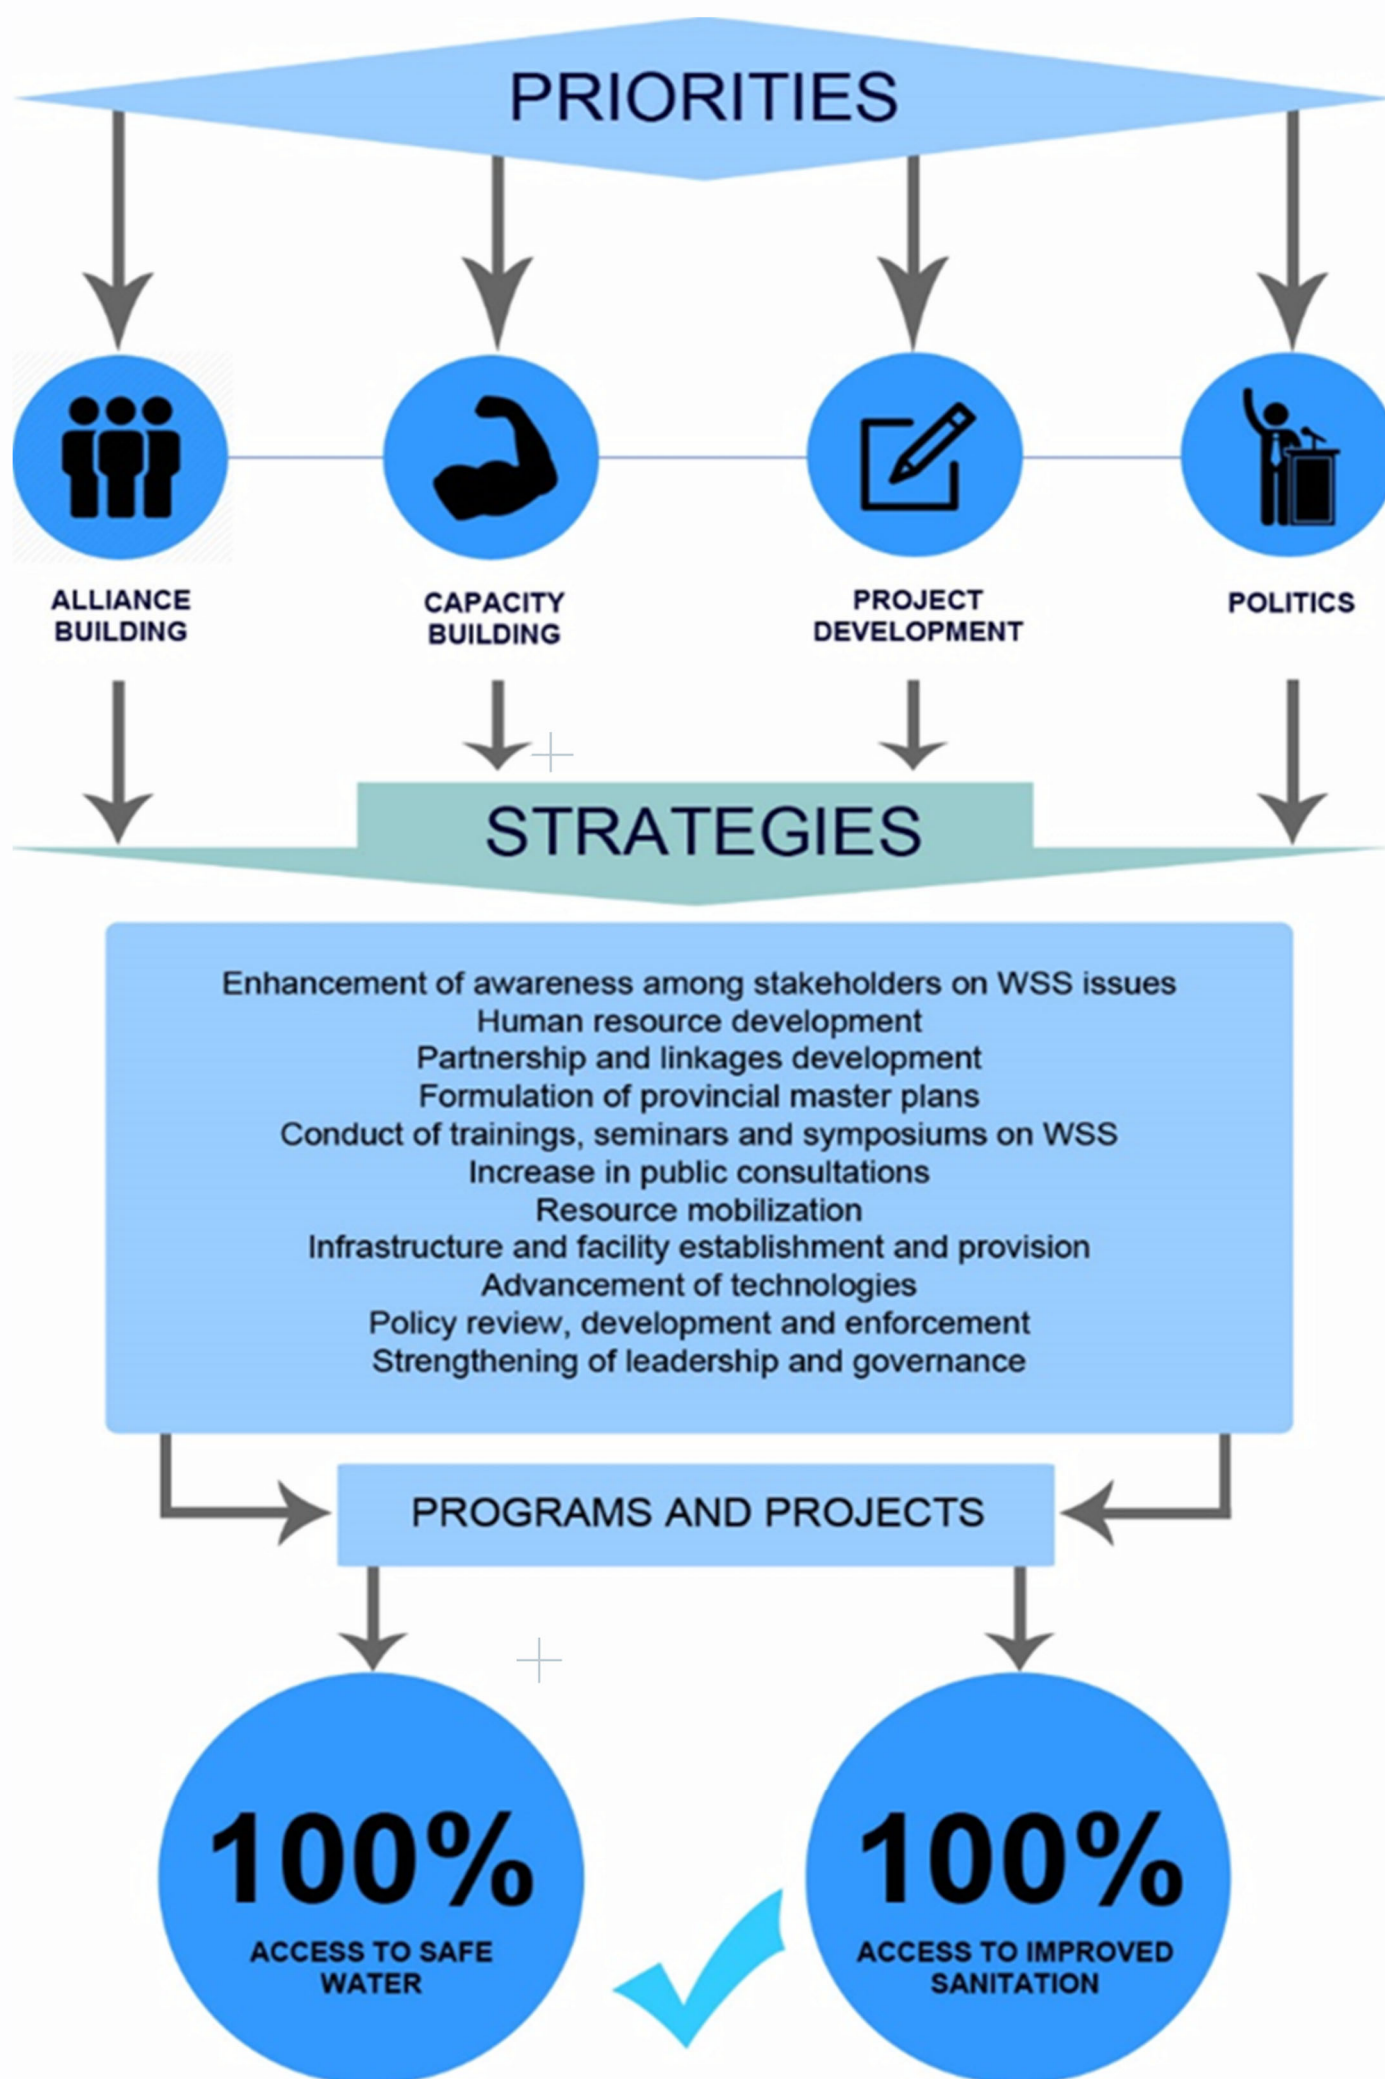 PRIORITIES
ALLIANCE
BUILDING
CAPACITY
BUILDING
PROJECT
DEVELOPMENT
POLITICS
STRATEGIES
Enhancement of awareness among stakeholders on WSS issues
Human resource development
Partnership and linkages development
Formulation of provincial master plans
Conduct of trainings, seminars and symposiums on WSS
Increase in public consultations
Resource mobilization
Infrastructure and facility establishment and provision
Advancement of technologies
Policy review, development and enforcement
Strengthening of leadership and governance
PROGRAMS AND PROJECTS
100%
ACCESS TO SAFE
WATER
100%
ACCESS TO IMPROVED
SANITATION